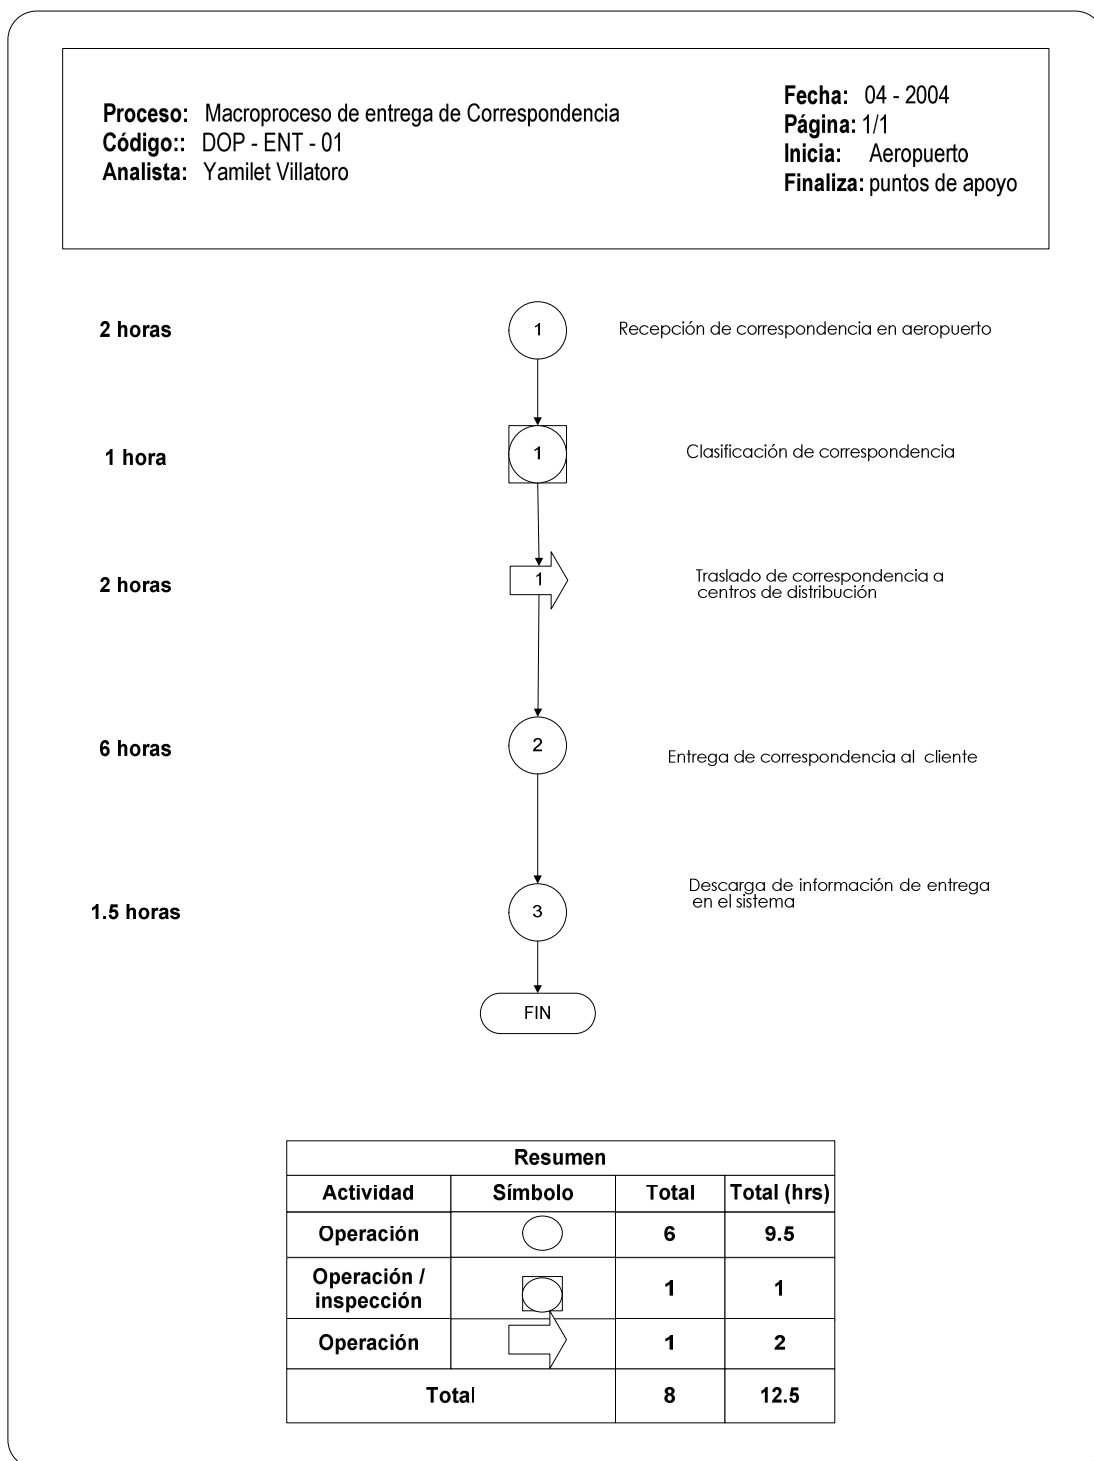 Proceso: Macroproceso de entrega de Correspondencia
Código:: DOP - ENT - 01
Analista: Yamilet Villatoro
Fecha: 04 - 2004
Página: 1/1
Inicia: Aeropuerto
Finaliza: puntos de apoyo
2 horas
1
Recepción de correspondencia en aeropuerto
1 hora
1
Clasificación de correspondencia
2 horas
1
Traslado de correspondencia a
centros de distribución
6 horas
2
Entrega de correspondencia al cliente
1.5 horas
3
Descarga de información de entrega
en el sistema
FIN
Resumen
Actividad Símbolo Total Total (hrs)
Operación 6 9.5
Operación /
inspección 1 1
Operación 1 2
Total 8 12.5